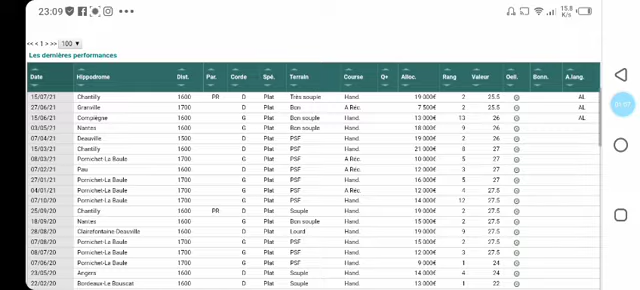 23:09 15.8 K/s
<< < 1 > >> 100
Les dernières performances
Date Hippodrome Dist. Par. Corde Spé. Terrain Course Q+ Alloc. Rang Valeur Oeil. Bonn. A.lang.
15/07/21 Chantilly 1600 PR D Plat Très souple Hand. 19 000€ 2 25.5 AL
27/06/21 Granville 1700 D Plat Bon A Réc. 7 500€ 2 25.5 AL
15/06/21 Compiègne 1600 G Plat Bon souple Hand. 13 000€ 13 26 AL
03/05/21 Nantes 1600 G Plat Bon souple Hand. 18 000€ 9 26
07/04/21 Deauville 1500 D Plat PSF Hand. 19 000€ 2 26
15/03/21 Chantilly 1600 D Plat PSF Hand. 21 000€ 8 27
08/03/21 Pornichet-La Baule 1700 G Plat PSF A Réc. 10 000€ 5 27
07/02/21 Pau 1600 D Plat PSF A Réc. 12 000€ 3 27
27/01/21 Pornichet-La Baule 1700 G Plat PSF Hand. 16 000€ 5 27
04/01/21 Pornichet-La Baule 1700 G Plat PSF A Réc. 12 000€ 4 27.5
07/10/20 Pornichet-La Baule 1700 G Plat PSF Hand. 14 000€ 12 27.5
25/09/20 Chantilly 1600 PR D Plat Souple Hand. 19 000€ 2 27.5
18/09/20 Nantes 1600 G Plat Bon souple Hand. 15 000€ 2 27.5
28/08/20 Clairefontaine-Deauville 1600 D Plat Lourd Hand. 19 000€ 9 27.5
07/08/20 Pornichet-La Baule 1700 G Plat PSF Hand. 15 000€ 2 27.5
08/07/20 Pornichet-La Baule 1700 G Plat PSF Hand. 12 000€ 3 27.5
07/06/20 Pornichet-La Baule 1700 G Plat PSF Hand. 9 000€ 1 24
23/05/20 Angers 1600 D Plat Souple Hand. 14 000€ 4 24
22/02/20 Bordeaux-Le Bouscat 1600 D Plat Souple Hand. 13 000€ 1 22